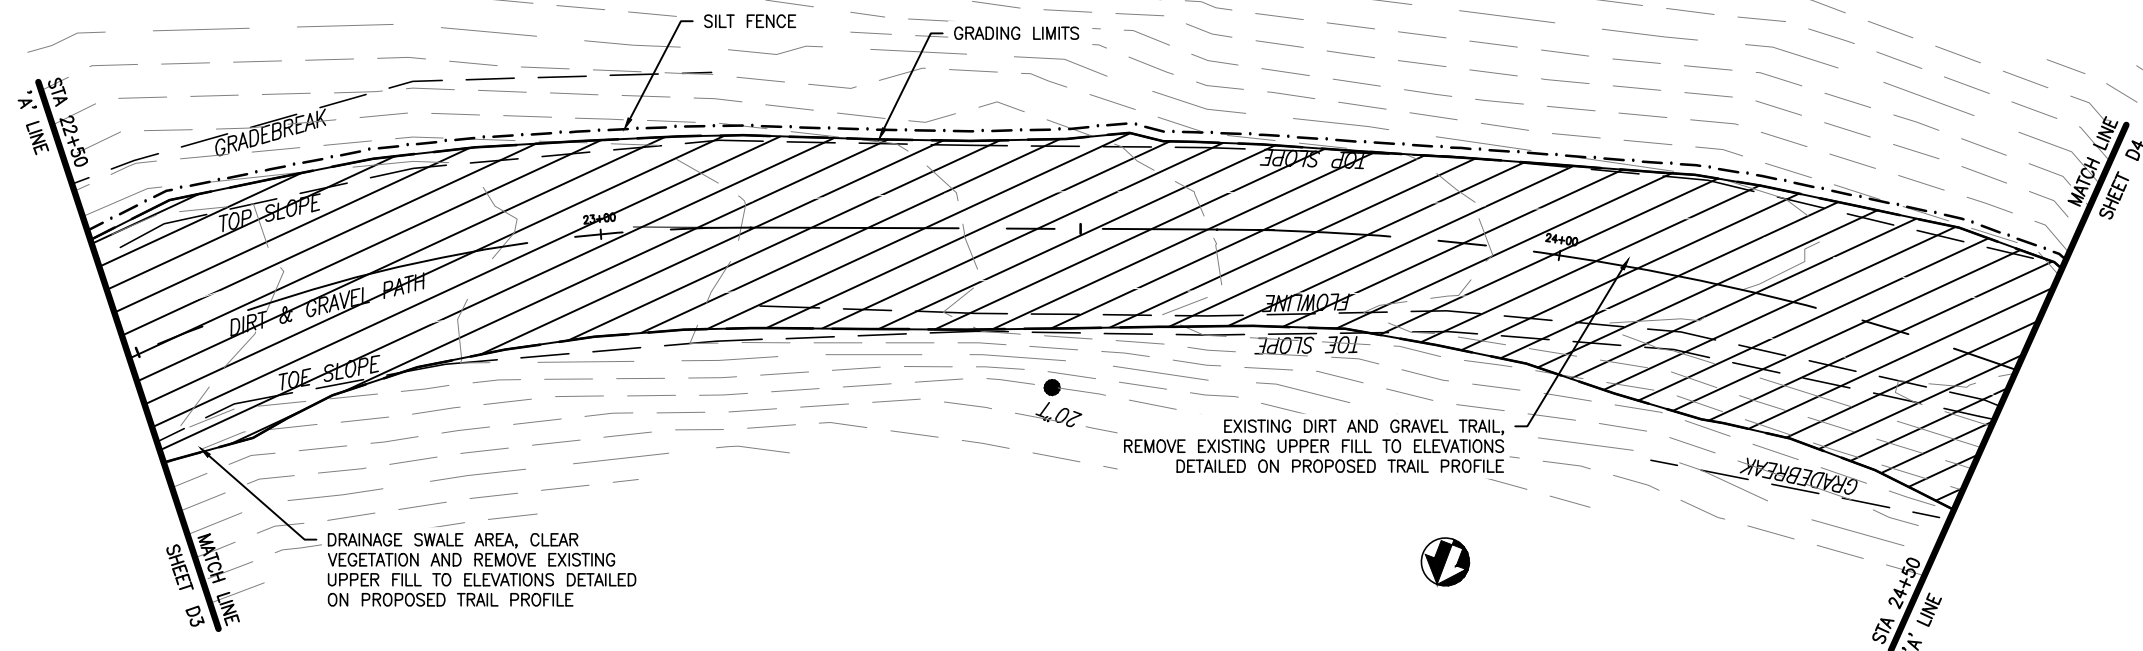 SILT FENCE
GRADING LIMITS
STA 22+50
'A' LINE
GRADEBREAK
TOP SLOPE
DIRT & GRAVEL PATH
TOE SLOPE
23+00
TOP SLOPE
24+00
FLOWLINE
TOE SLOPE
20"T
MATCH LINE
SHEET D4
EXISTING DIRT AND GRAVEL TRAIL,
REMOVE EXISTING UPPER FILL TO ELEVATIONS
DETAILED ON PROPOSED TRAIL PROFILE
GRADEBREAK
DRAINAGE SWALE AREA, CLEAR
VEGETATION AND REMOVE EXISTING
UPPER FILL TO ELEVATIONS DETAILED
ON PROPOSED TRAIL PROFILE
MATCH LINE
SHEET D3
STA 24+50
'A' LINE